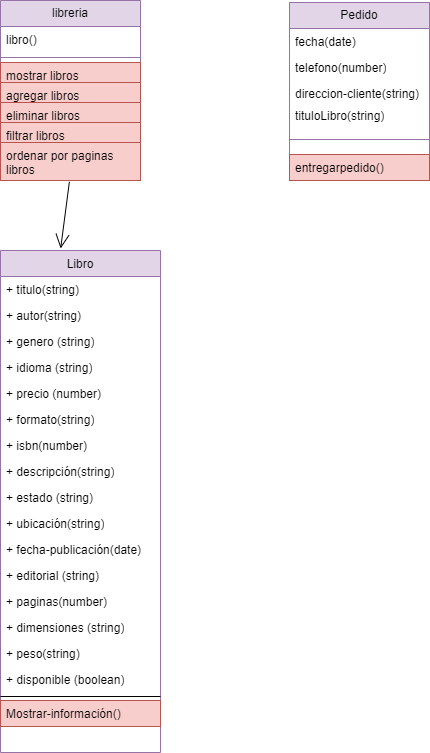 libreria
libro()
mostrar libros
agregar libros
eliminar libros
filtrar libros
ordenar por paginas
libros
Pedido
fecha(date)
telefono(number)
direccion-cliente(string)
tituloLibro(string)
entregarpedido()
Libro
+ titulo(string)
+ autor(string)
+ genero (string)
+ idioma (string)
+ precio (number)
+ formato(string)
+ isbn(number)
+ descripción(string)
+ estado (string)
+ ubicación(string)
+ fecha-publicación(date)
+ editorial (string)
+ paginas(number)
+ dimensiones (string)
+ peso(string)
+ disponible (boolean)
Mostrar-información()